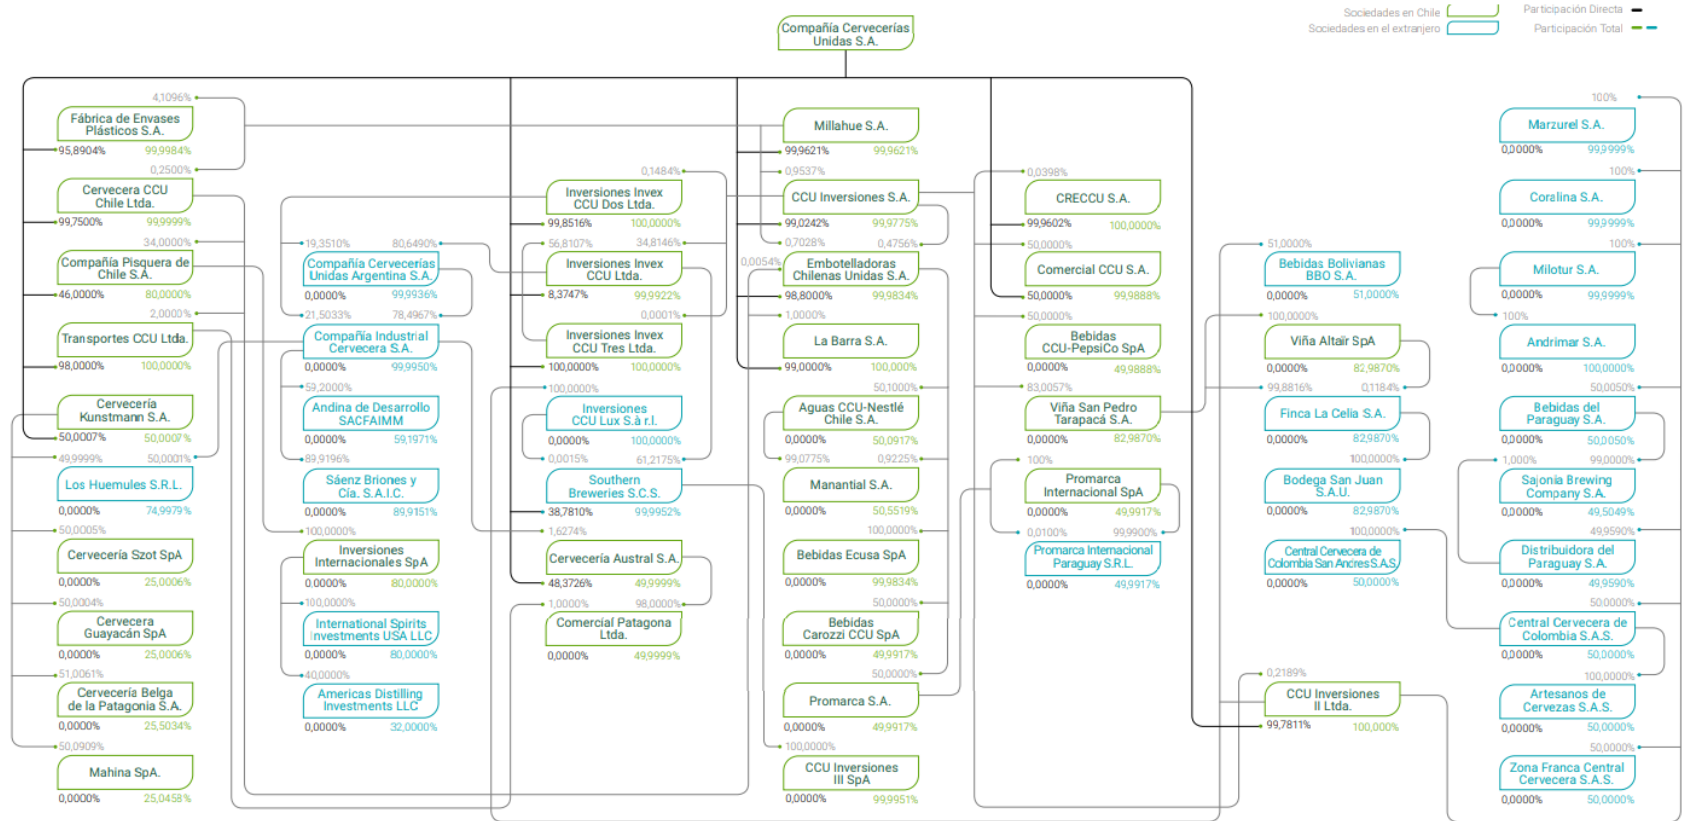 Compañía Cervecerías
Unidas S.A.
Sociedades en Chile
Participación Directa
Sociedades en el extranjero
Participación Total
4,1096%
Fábrica de Envases
Plásticos S.A.
95,8904% 99,9984%
0,2500%
Cervecera CCU
Chile Ltda.
99,7500% 99,9999%
34,0000%
Compañía Pisquera de
Chile S.A.
46,0000% 80,0000%
2,0000%
Transportes CCU Ltda.
98,0000% 100,0000%
Cervecería
Kunstmann S.A.
50,0007% 50,0007%
49,9999% 50,0001%
Los Huemules S.R.L.
0,0000% 74,9979%
50,0005%
Cervecería Szot SpA
0,0000% 25,0006%
50,0004%
Cervecera
Guayacán SpA
0,0000% 25,0006%
51,0061%
Cervecería Belga
de la Patagonia S.A.
0,0000% 25,5034%
50,0909%
Mahina SpA.
0,0000% 25,0458%
19,3510% 80,6490%
Compañía Cervecerías
Unidas Argentina S.A.
0,0000% 99,9936%
21,5033% 78,4967%
Compañía Industrial
Cervecera S.A.
0,0000% 99,9950%
59,2000%
Andina de Desarrollo
SACFAIMM
0,0000% 59,1971%
89,9196%
Sáenz Briones y
Cía. S.A.I.C.
0,0000% 89,9151%
100,0000%
Inversiones
Internacionales SpA
0,0000% 80,0000%
100,0000%
International Spirits
Investments USA LLC
0,0000% 80,0000%
40,0000%
Americas Distilling
Investments LLC
0,0000% 32,0000%
0,1484%
Inversiones Invex
CCU Dos Ltda.
99,8516% 100,0000%
56,8107% 34,8146%
Inversiones Invex
CCU Ltda.
8,3747% 99,9922%
0,0001%
Inversiones Invex
CCU Tres Ltda.
100,0000% 100,0000%
100,0000%
Inversiones
CCU Lux S.à r.l.
0,0000% 100,0000%
0,0015% 61,2175%
Southern
Breweries S.C.S.
38,7810% 99,9952%
1,6274%
Cervecería Austral S.A.
48,3726% 49,9999%
1,0000% 98,0000%
Comercial Patagona
Ltda.
0,0000% 49,9999%
Millahue S.A.
99,9621% 99,9621%
0,9537%
CCU Inversiones S.A.
99,0242% 99,9775%
0,7028% 0,4756%
0,0054%
Embotelladoras
Chilenas Unidas S.A.
98,8000% 99,9834%
1,0000%
La Barra S.A.
99,0000% 100,000%
50,1000%
Aguas CCU-Nestlé
Chile S.A.
0,0000% 50,0917%
99,0775% 0,9225%
Manantial S.A.
0,0000% 50,5519%
100,0000%
Bebidas Ecusa SpA
0,0000% 99,9834%
50,0000%
Bebidas
Carozzi CCU SpA
0,0000% 49,9917%
50,0000%
Promarca S.A.
0,0000% 49,9917%
100,0000%
CCU Inversiones
III SpA
0,0000% 99,9951%
0,0398%
CRECCU S.A.
99,9602% 100,0000%
50,0000%
Comercial CCU S.A.
50,0000% 99,9888%
50,0000%
Bebidas
CCU-PepsiCo SpA
0,0000% 49,9888%
83,0057%
Viña San Pedro
Tarapacá S.A.
0,0000% 82,9870%
100%
Promarca
Internacional SpA
0,0000% 49,9917%
0,0100% 99,9900%
Promarca Internacional
Paraguay S.R.L.
0,0000% 49,9917%
51,0000%
Bebidas Bolivianas
BBO S.A.
0,0000% 51,0000%
100,0000%
Viña Altaïr SpA
0,0000% 82,9870%
99,8816% 0,1184%
Finca La Celia S.A.
0,0000% 82,9870%
100,0000%
Bodega San Juan
S.A.U.
0,0000% 82,9870%
100,0000%
Central Cervecera de
Colombia San Andres S.A.S.
0,0000% 50,0000%
0,2189%
CCU Inversiones
II Ltda.
99,7811% 100,000%
100%
Marzurel S.A.
0,0000% 99,9999%
100%
Coralina S.A.
0,0000% 99,9999%
100%
Milotur S.A.
0,0000% 99,9999%
100%
Andrimar S.A.
0,0000% 100,0000%
50,0050%
Bebidas del
Paraguay S.A.
0,0000% 50,0050%
1,000% 99,0000%
Sajonia Brewing
Company S.A.
0,0000% 49,5049%
49,9590%
Distribuidora del
Paraguay S.A.
0,0000% 49,9590%
50,0000%
Central Cervecera de
Colombia S.A.S.
0,0000% 50,0000%
100,0000%
Artesanos de
Cervezas S.A.S.
0,0000% 50,0000%
50,0000%
Zona Franca Central
Cervecera S.A.S.
0,0000% 50,0000%